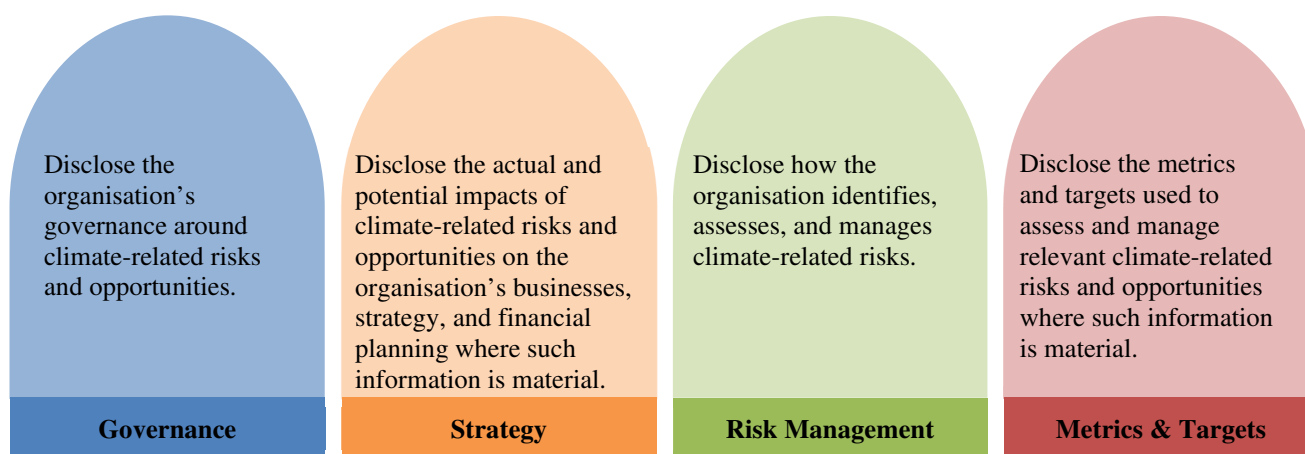 Disclose the
organisation’s
governance around
climate-related risks
and opportunities.
Governance
Disclose the actual and
potential impacts of
climate-related risks and
opportunities on the
organisation’s businesses,
strategy, and financial
planning where such
information is material.
Strategy
Disclose how the
organisation identifies,
assesses, and manages
climate-related risks.
Risk Management
Disclose the metrics
and targets used to
assess and manage
relevant climate-related
risks and opportunities
where such information
is material.
Metrics & Targets